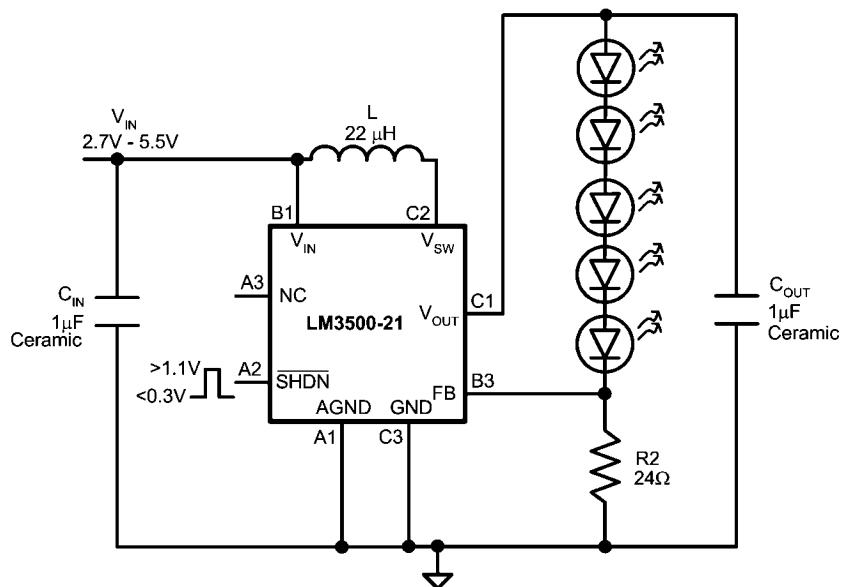 V_IN
2.7V - 5.5V
L
22 μH
B1
C2
V_IN
V_SW
C_IN
1μF
Ceramic
A3
NC
LM3500-21
V_OUT
C1
C_OUT
1μF
Ceramic
>1.1V
<0.3V
A2
SHDN
FB
B3
AGND
GND
A1
C3
R2
24Ω